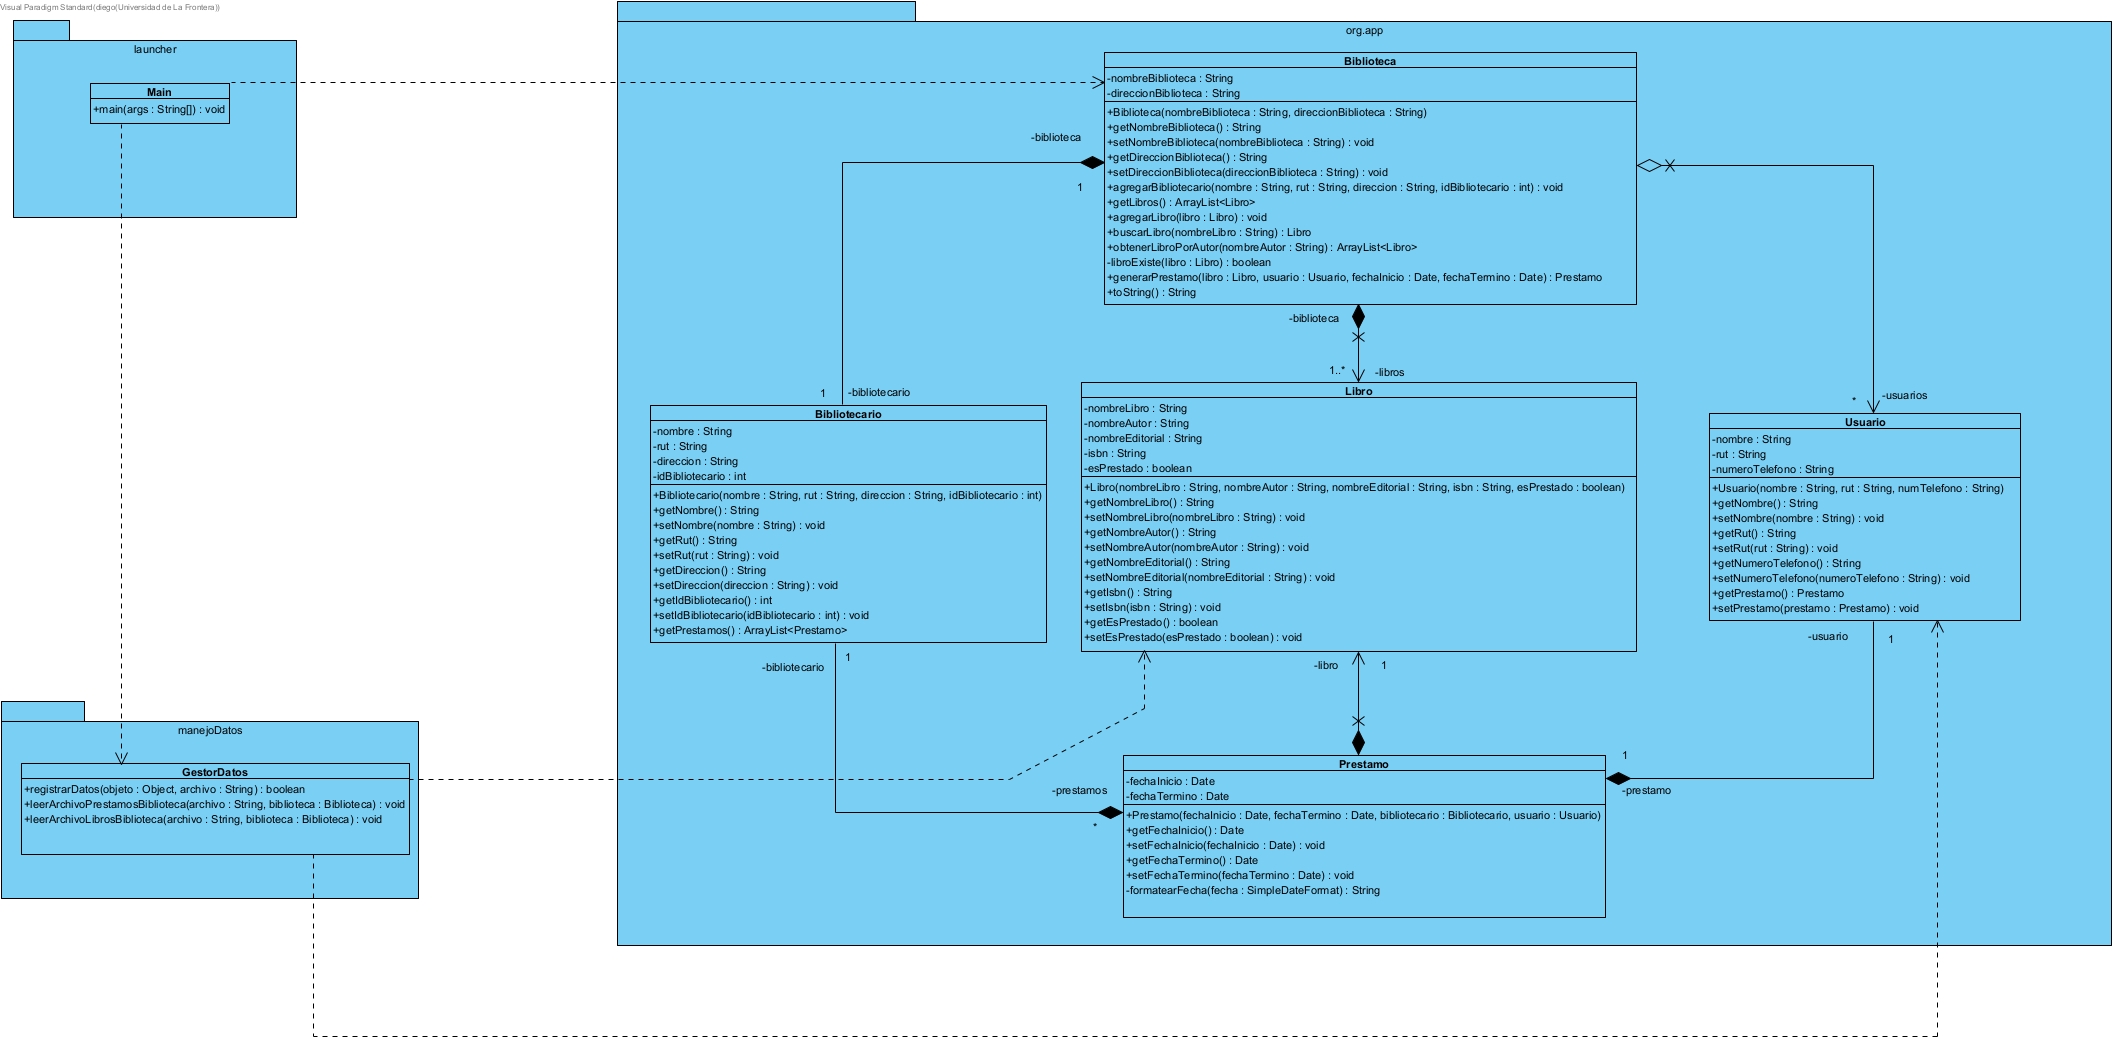 Visual Paradigm Standard(diego(Universidad de La Frontera))
launcher
Main
+main(args : String[]) : void
org.app
Biblioteca
-nombreBiblioteca : String
-direccionBiblioteca : String
+Biblioteca(nombreBiblioteca : String, direccionBiblioteca : String)
+getNombreBiblioteca() : String
+setNombreBiblioteca(nombreBiblioteca : String) : void
+getDireccionBiblioteca() : String
+setDireccionBiblioteca(direccionBiblioteca : String) : void
+agregarBibliotecario(nombre : String, rut : String, direccion : String, idBibliotecario : int) : void
+getLibros() : ArrayList<Libro>
+agregarLibro(libro : Libro) : void
+buscarLibro(nombreLibro : String) : Libro
+obtenerLibroPorAutor(nombreAutor : String) : ArrayList<Libro>
-libroExiste(libro : Libro) : boolean
+generarPrestamo(libro : Libro, usuario : Usuario, fechaInicio : Date, fechaTermino : Date) : Prestamo
+toString() : String
-biblioteca
1
-biblioteca
1..*
-libros
1
-bibliotecario
*
-usuarios
Bibliotecario
-nombre : String
-rut : String
-direccion : String
-idBibliotecario : int
+Bibliotecario(nombre : String, rut : String, direccion : String, idBibliotecario : int)
+getNombre() : String
+setNombre(nombre : String) : void
+getRut() : String
+setRut(rut : String) : void
+getDireccion() : String
+setDireccion(direccion : String) : void
+getIdBibliotecario() : int
+setIdBibliotecario(idBibliotecario : int) : void
+getPrestamos() : ArrayList<Prestamo>
Libro
-nombreLibro : String
-nombreAutor : String
-nombreEditorial : String
-isbn : String
-esPrestado : boolean
+Libro(nombreLibro : String, nombreAutor : String, nombreEditorial : String, isbn : String, esPrestado : boolean)
+getNombreLibro() : String
+setNombreLibro(nombreLibro : String) : void
+getNombreAutor() : String
+setNombreAutor(nombreAutor : String) : void
+getNombreEditorial() : String
+setNombreEditorial(nombreEditorial : String) : void
+getIsbn() : String
+setIsbn(isbn : String) : void
+getEsPrestado() : boolean
+setEsPrestado(esPrestado : boolean) : void
Usuario
-nombre : String
-rut : String
-numeroTelefono : String
+Usuario(nombre : String, rut : String, numTelefono : String)
+getNombre() : String
+setNombre(nombre : String) : void
+getRut() : String
+setRut(rut : String) : void
+getNumeroTelefono() : String
+setNumeroTelefono(numeroTelefono : String) : void
+getPrestamo() : Prestamo
+setPrestamo(prestamo : Prestamo) : void
-bibliotecario
1
-libro
1
-usuario
1
manejoDatos
GestorDatos
+registrarDatos(objeto : Object, archivo : String) : boolean
+leerArchivoPrestamosBiblioteca(archivo : String, biblioteca : Biblioteca) : void
+leerArchivoLibrosBiblioteca(archivo : String, biblioteca : Biblioteca) : void
-prestamos
*
1
-prestamo
Prestamo
-fechaInicio : Date
-fechaTermino : Date
+Prestamo(fechaInicio : Date, fechaTermino : Date, bibliotecario : Bibliotecario, usuario : Usuario)
+getFechaInicio() : Date
+setFechaInicio(fechaInicio : Date) : void
+getFechaTermino() : Date
+setFechaTermino(fechaTermino : Date) : void
-formatearFecha(fecha : SimpleDateFormat) : String